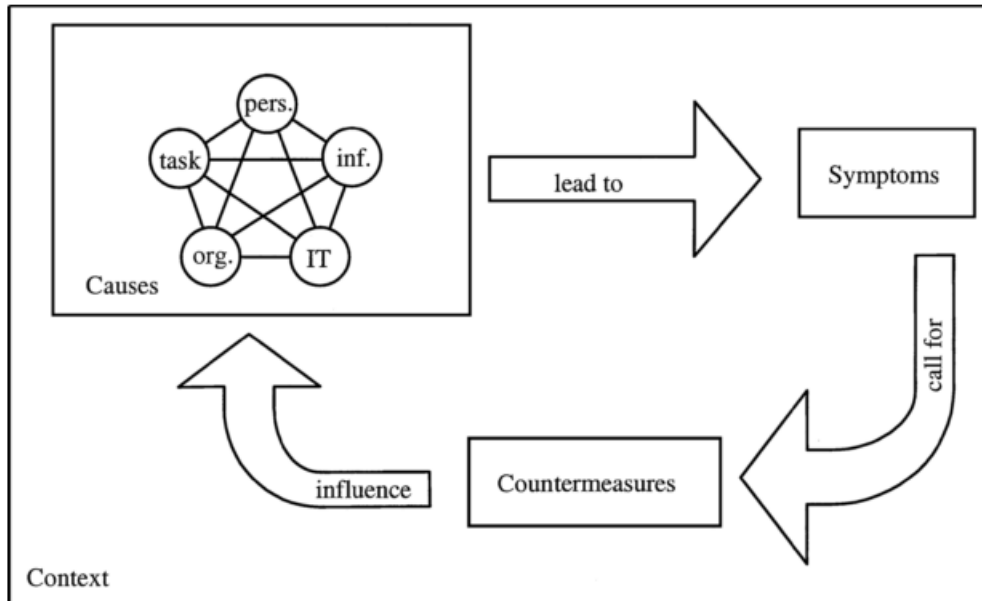 pers.
task
inf.
org.
IT
Causes
lead to
Symptoms
call for
Countermeasures
influence
Context